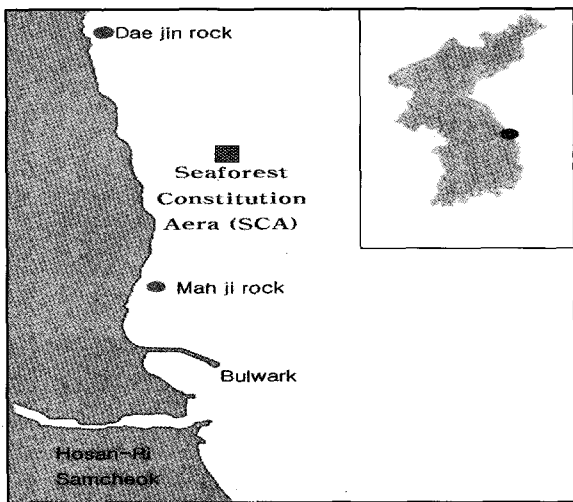 Dae jin rock
Seaforest
Constitution
Aera (SCA)
Mah ji rock
Bulwark
Hosan-Ri
Samcheok